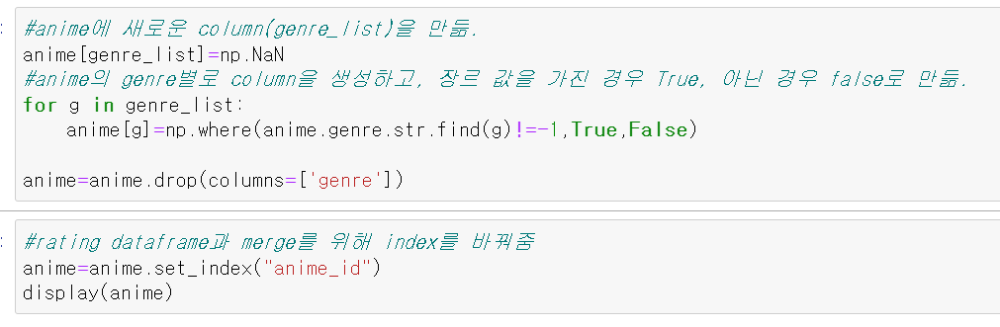 #anime에 새로운 column(genre_list)을 만듦.
anime[genre_list]=np.NaN
#anime의 genre별로 column을 생성하고, 장르 값을 가진 경우 True, 아닌 경우 false로 만듦.
for g in genre_list:
    anime[g]=np.where(anime.genre.str.find(g)!=-1,True,False)
anime=anime.drop(columns=['genre'])
#rating dataframe과 merge를 위해 index를 바꿔줌
anime=anime.set_index("anime_id")
display(anime)